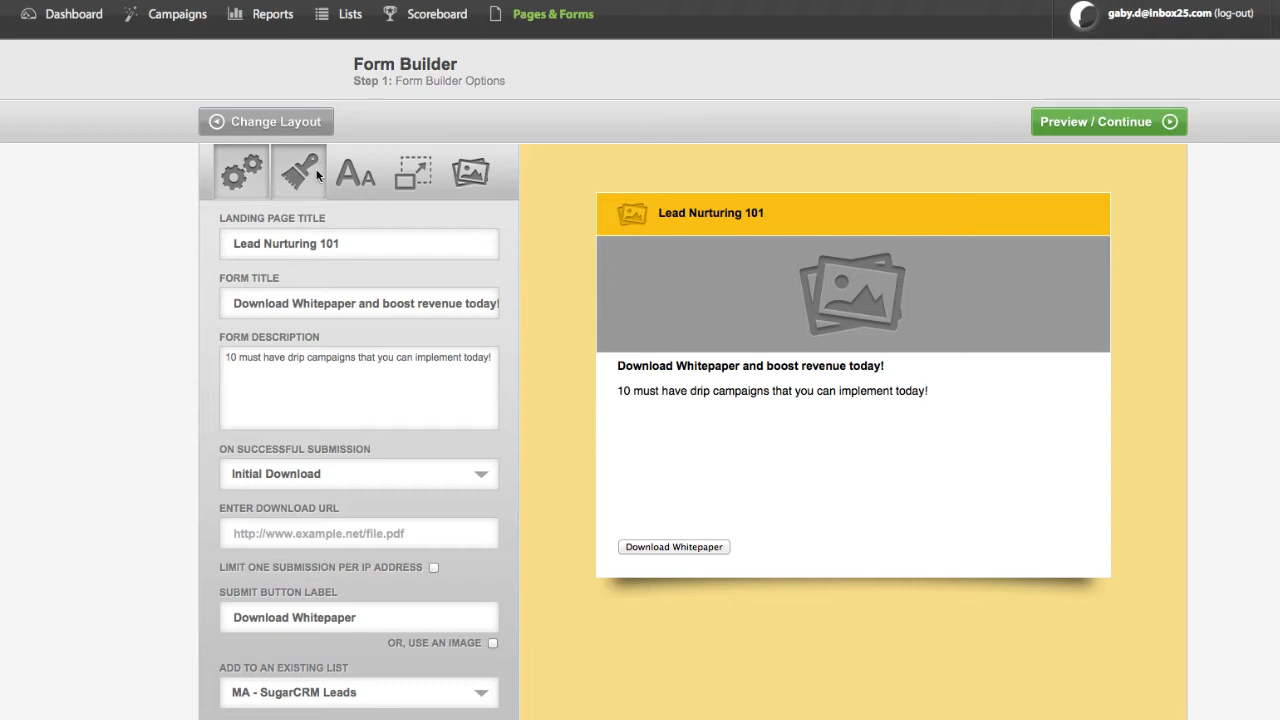 Dashboard Campaigns Reports Lists Scoreboard Pages & Forms gaby.d@inbox25.com (log-out)
Form Builder
Step 1: Form Builder Options
Change Layout
Preview / Continue
AA
LANDING PAGE TITLE
Lead Nurturing 101
FORM TITLE
Download Whitepaper and boost revenue today!
FORM DESCRIPTION
10 must have drip campaigns that you can implement today!
ON SUCCESSFUL SUBMISSION
Initial Download
ENTER DOWNLOAD URL
http://www.example.net/file.pdf
LIMIT ONE SUBMISSION PER IP ADDRESS
SUBMIT BUTTON LABEL
Download Whitepaper
OR, USE AN IMAGE
ADD TO AN EXISTING LIST
MA - SugarCRM Leads
Lead Nurturing 101
Download Whitepaper and boost revenue today!
10 must have drip campaigns that you can implement today!
Download Whitepaper